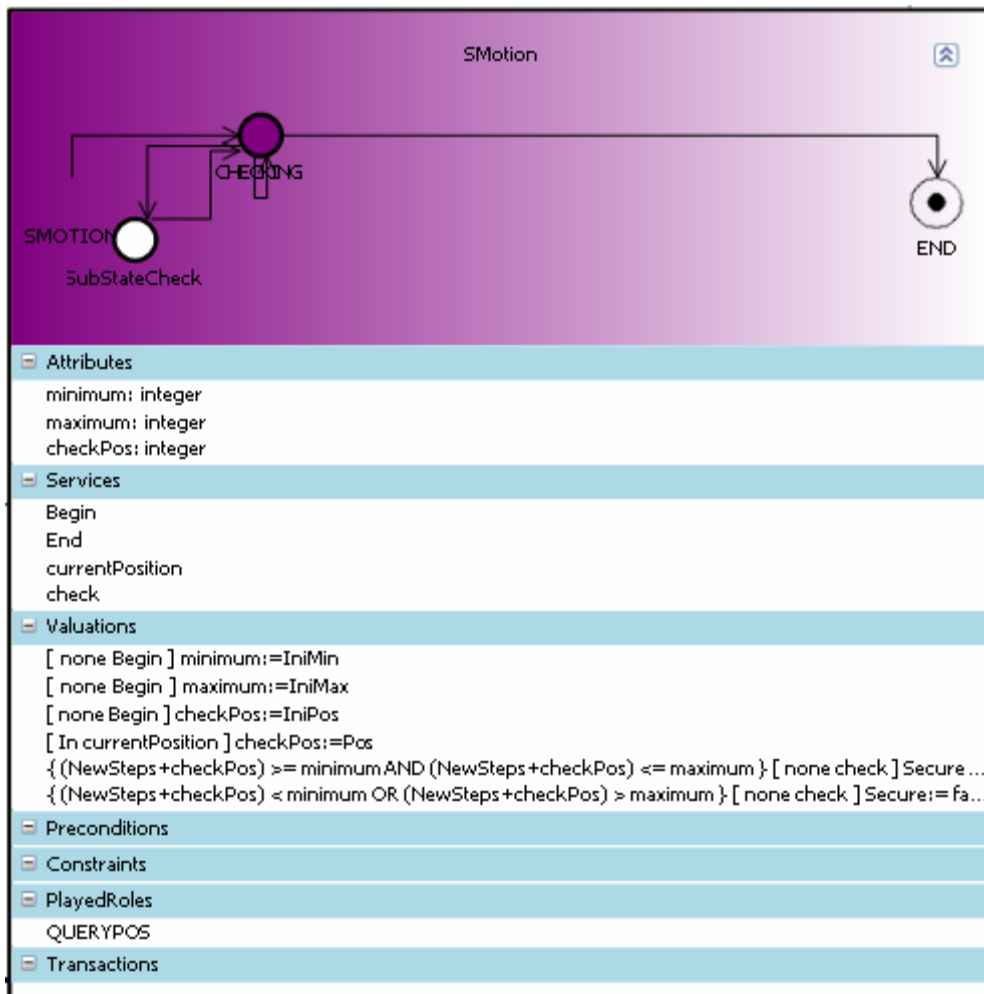 SMotion
CHECKING
SMOTION
END
SubStateCheck
Attributes
minimum: integer
maximum: integer
checkPos: integer
Services
Begin
End
currentPosition
check
Valuations
[ none Begin ] minimum:=IniMin
[ none Begin ] maximum:=IniMax
[ none Begin ] checkPos:=IniPos
[ In currentPosition ] checkPos:=Pos
{ (NewSteps+checkPos) >= minimum AND (NewSteps+checkPos) <= maximum } [ none check ] Secure ...
{ (NewSteps+checkPos) < minimum OR (NewSteps+checkPos) > maximum } [ none check ] Secure:= fa...
Preconditions
Constraints
PlayedRoles
QUERYPOS
Transactions